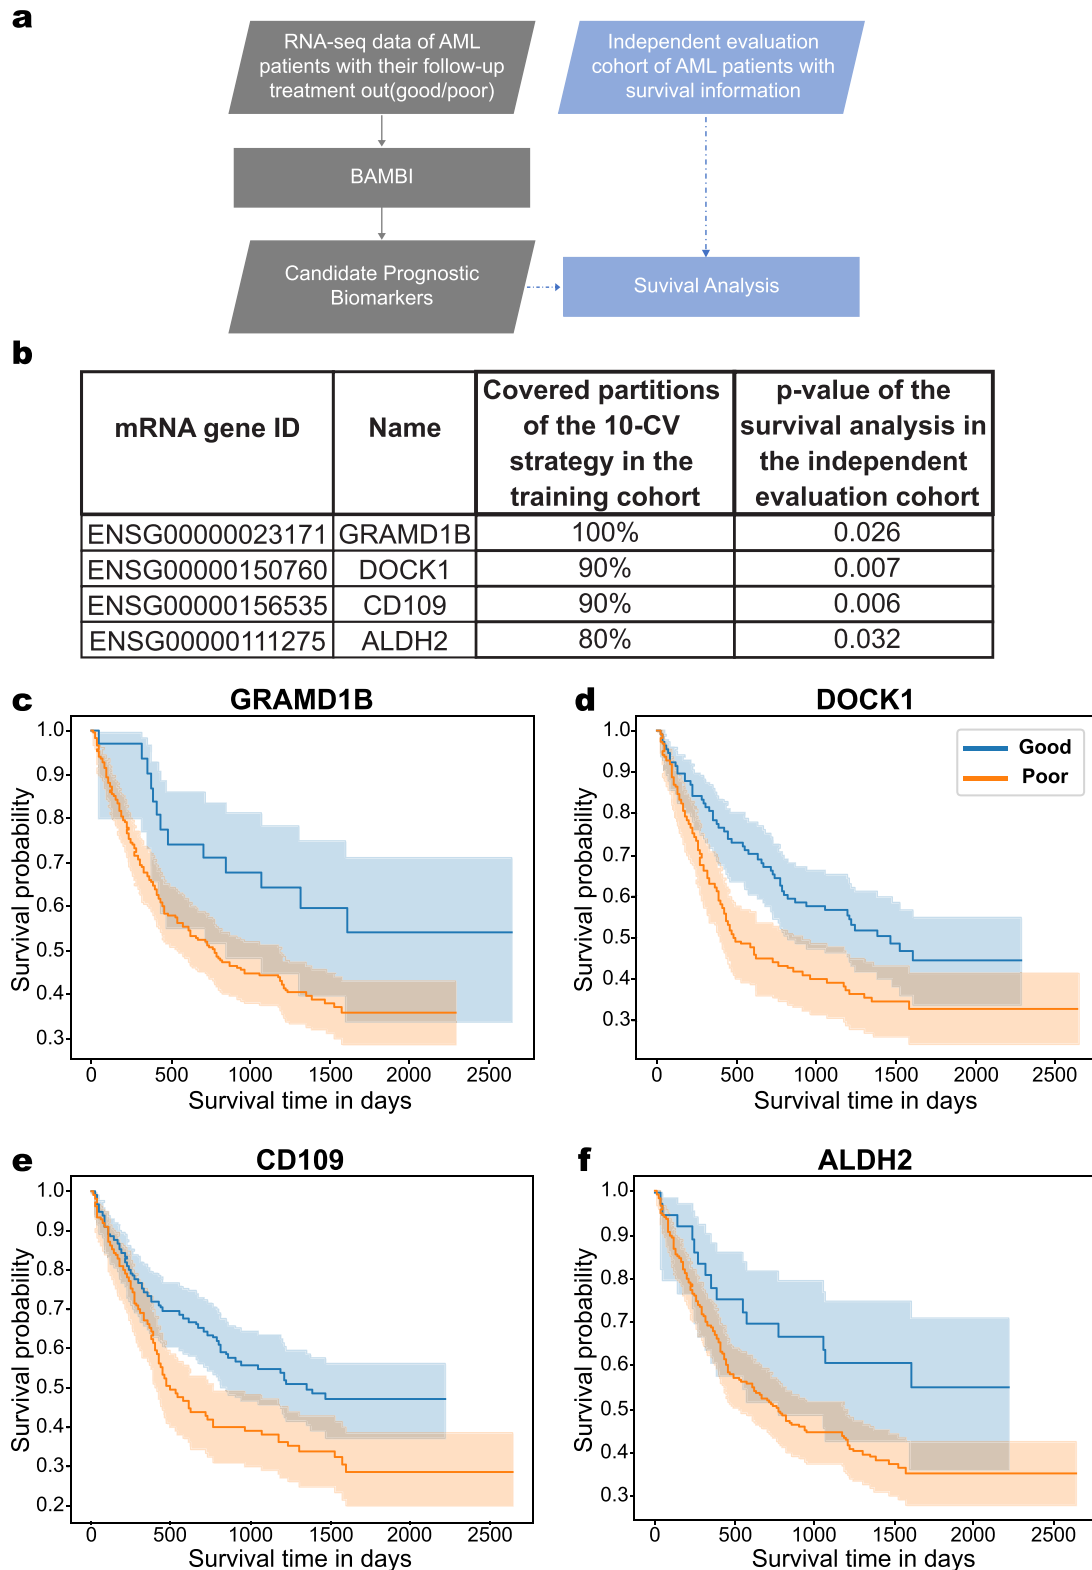 a
RNA-seq data of AML
patients with their follow-up
treatment out(good/poor)
Independent evaluation
cohort of AML patients with
survival information
BAMBI
Candidate Prognostic
Biomarkers
Suvival Analysis
b
mRNA gene ID
Name
Covered partitions
of the 10-CV
strategy in the
training cohort
p-value of the
survival analysis in
the independent
evaluation cohort
ENSG00000023171 GRAMD1B 100% 0.026
ENSG00000150760 DOCK1 90% 0.007
ENSG00000156535 CD109 90% 0.006
ENSG00000111275 ALDH2 80% 0.032
c
GRAMD1B
Survival probability
1.0
0.9
0.8
0.7
0.6
0.5
0.4
0.3
0 500 1000 1500 2000 2500
Survival time in days
d
DOCK1
Good
Poor
Survival probability
1.0
0.9
0.8
0.7
0.6
0.5
0.4
0.3
0 500 1000 1500 2000 2500
Survival time in days
e
CD109
Survival probability
1.0
0.9
0.8
0.7
0.6
0.5
0.4
0.3
0.2
0 500 1000 1500 2000 2500
Survival time in days
f
ALDH2
Survival probability
1.0
0.9
0.8
0.7
0.6
0.5
0.4
0.3
0 500 1000 1500 2000 2500
Survival time in days